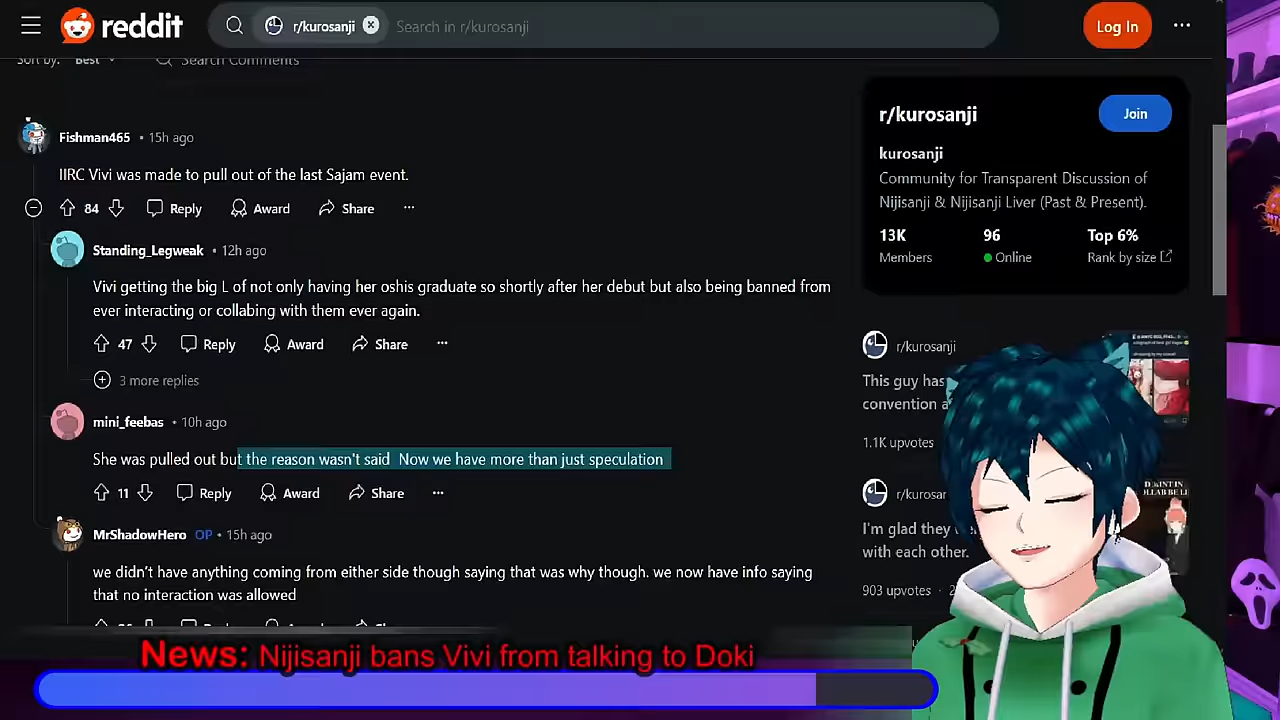 reddit
r/kurosanji
Search in r/kurosanji
Log In
Sort by: Best
Search Comments
Fishman465 • 15h ago
IIRC Vivi was made to pull out of the last Sajam event.
84 Reply Award Share
Standing_Legweak • 12h ago
Vivi getting the big L of not only having her oshis graduate so shortly after her debut but also being banned from
ever interacting or collabing with them ever again.
47 Reply Award Share
3 more replies
mini_feebas • 10h ago
She was pulled out but the reason wasn't said Now we have more than just speculation
11 Reply Award Share
MrShadowHero OP • 15h ago
we didn't have anything coming from either side though saying that was why though. we now have info saying
that no interaction was allowed
r/kurosanji
Join
kurosanji
Community for Transparent Discussion of
Nijisanji & Nijisanji Liver (Past & Present).
13K 96 Top 6%
Members Online Rank by size
r/kurosanji
This guy has
convention
1.1K upvotes
I'm glad they
with each other.
903 upvotes
News: Nijisanji bans Vivi from talking to Doki